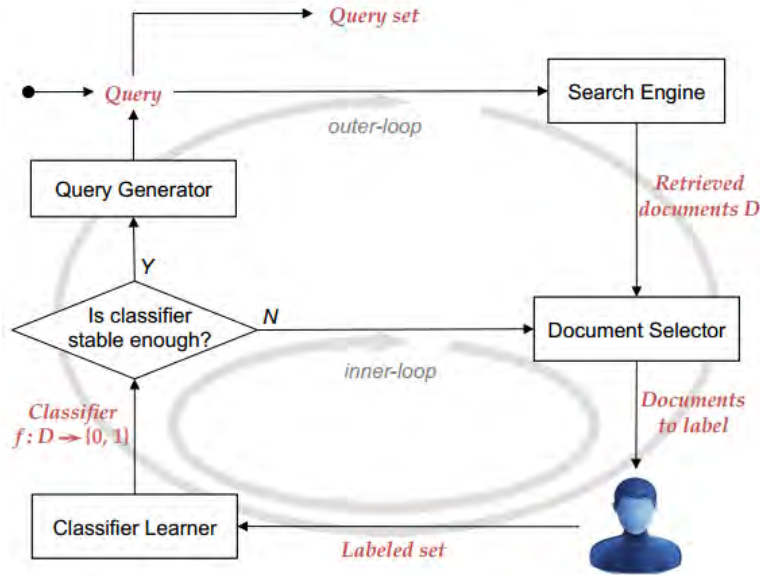 Query set
Query
Search Engine
outer-loop
Query Generator
Retrieved
documents D
Y
Is classifier
stable enough?
N
Document Selector
inner-loop
Classifier
f : D → {0, 1}
Documents
to label
Classifier Learner
Labeled set